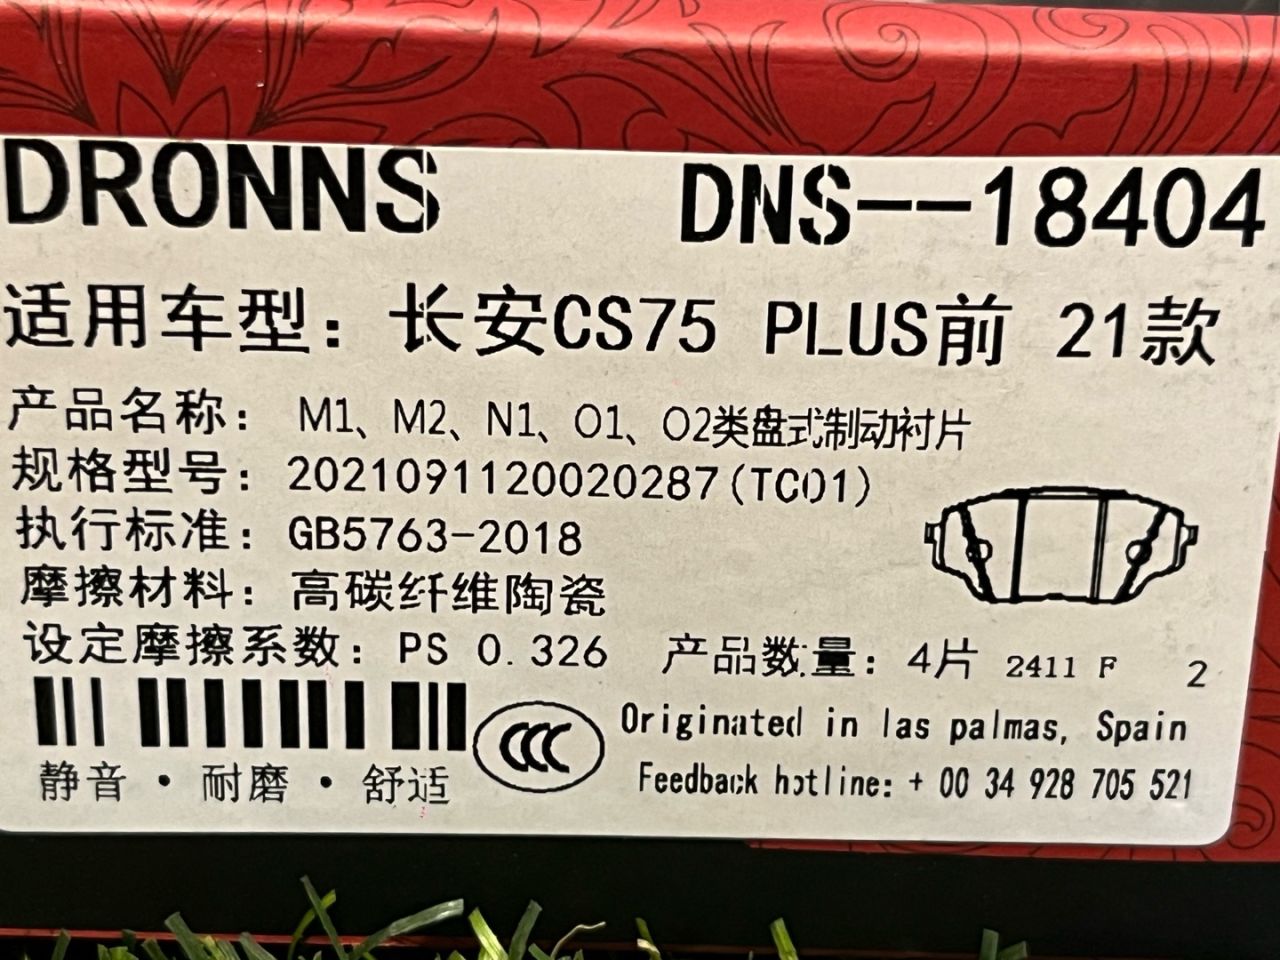 DRONNS DNS--18404
适用车型：长安CS75 PLUS前 21款
产品名称： M1、M2、N1、O1、O2类盘式制动衬片
规格型号：2021091120020287(TC01)
执行标准：GB5763-2018
摩擦材料：高碳纤维陶瓷
设定摩擦系数：PS 0.326 产品数量：4片 2411 F 2
CCC
Originated in las palmas, Spain
静音·耐磨·舒适
Feedback hotline: + 00 34 928 705 521